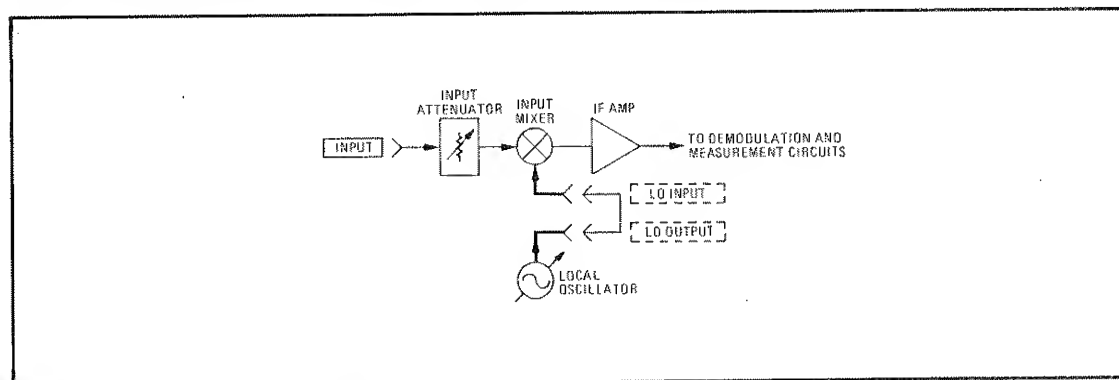 INPUT
ATTENUATOR
INPUT
MIXER
IF AMP
INPUT
TO DEMODULATION AND
MEASUREMENT CIRCUITS
LO INPUT
LO OUTPUT
LOCAL
OSCILLATOR